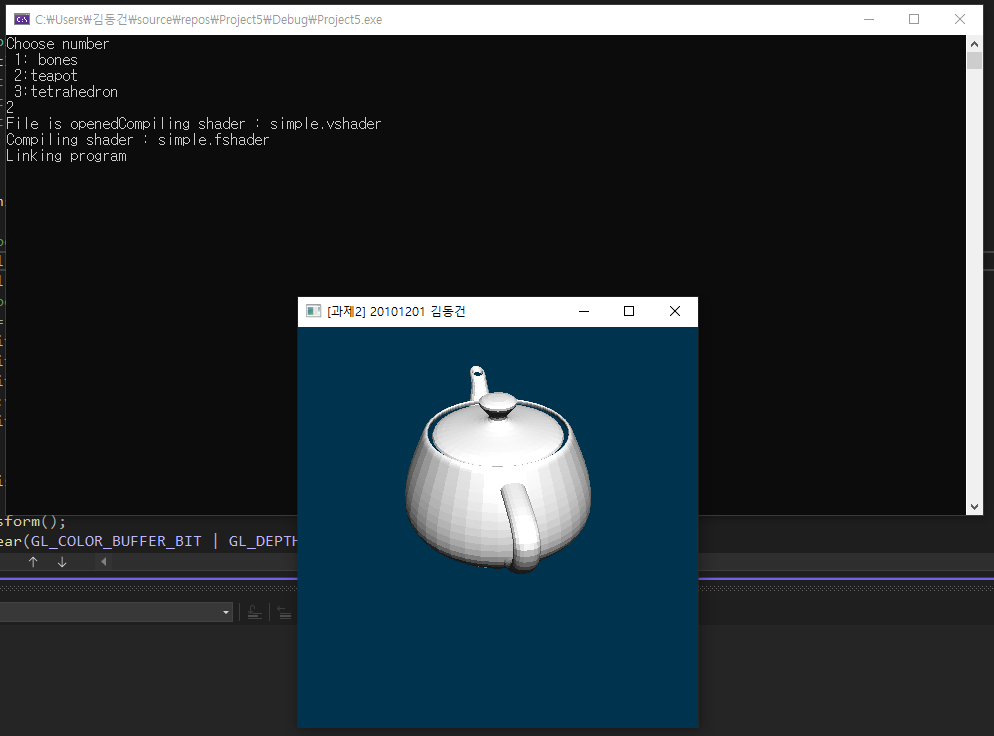 C:\Users\김동건\source\repos\Project5\Debug\Project5.exe
Choose number
1: bones
2:teapot
3:tetrahedron
2
File is openedCompiling shader : simple.vshader
Compiling shader : simple.fshader
Linking program
[과제2] 20101201 김동건
sform();
ear(GL_COLOR_BUFFER_BIT | GL_DEPTH